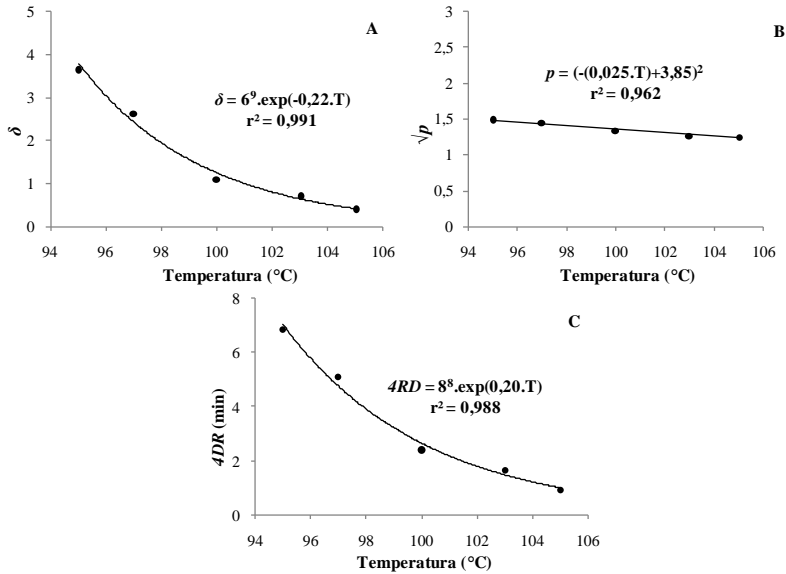 A
5
4
3
2
1
0
δ
δ = 6⁹.exp(-0,22.T)
r² = 0,991
94 96 98 100 102 104 106
Temperatura (°C)
B
3
2,5
2
1,5
1
0,5
0
√p
p = (-(0,025.T)+3,85)²
r² = 0,962
94 96 98 100 102 104 106
Temperatura (°C)
C
8
6
4
2
0
4DR (min)
4RD = 8⁸.exp(0,20.T)
r² = 0,988
94 96 98 100 102 104 106
Temperatura (°C)